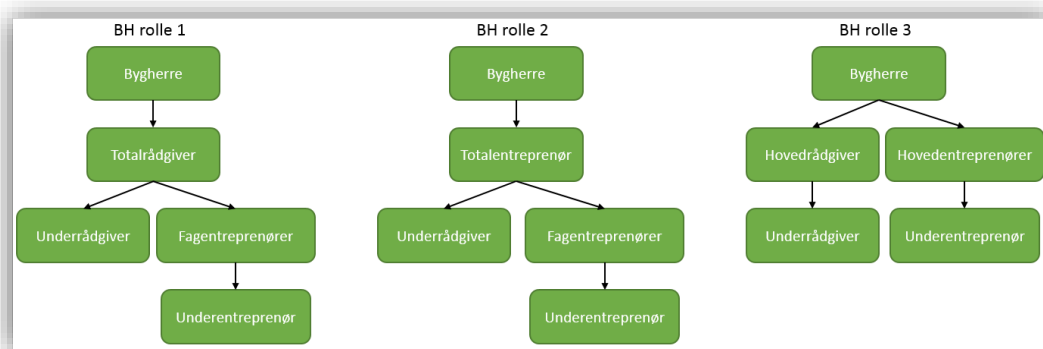 BH rolle 1
Bygherre
Totalrådgiver
Underrådgiver
Fagentreprenører
Underentreprenør
BH rolle 2
Bygherre
Totalentreprenør
Underrådgiver
Fagentreprenører
Underentreprenør
BH rolle 3
Bygherre
Hovedrådgiver
Hovedentreprenører
Underrådgiver
Underentreprenør